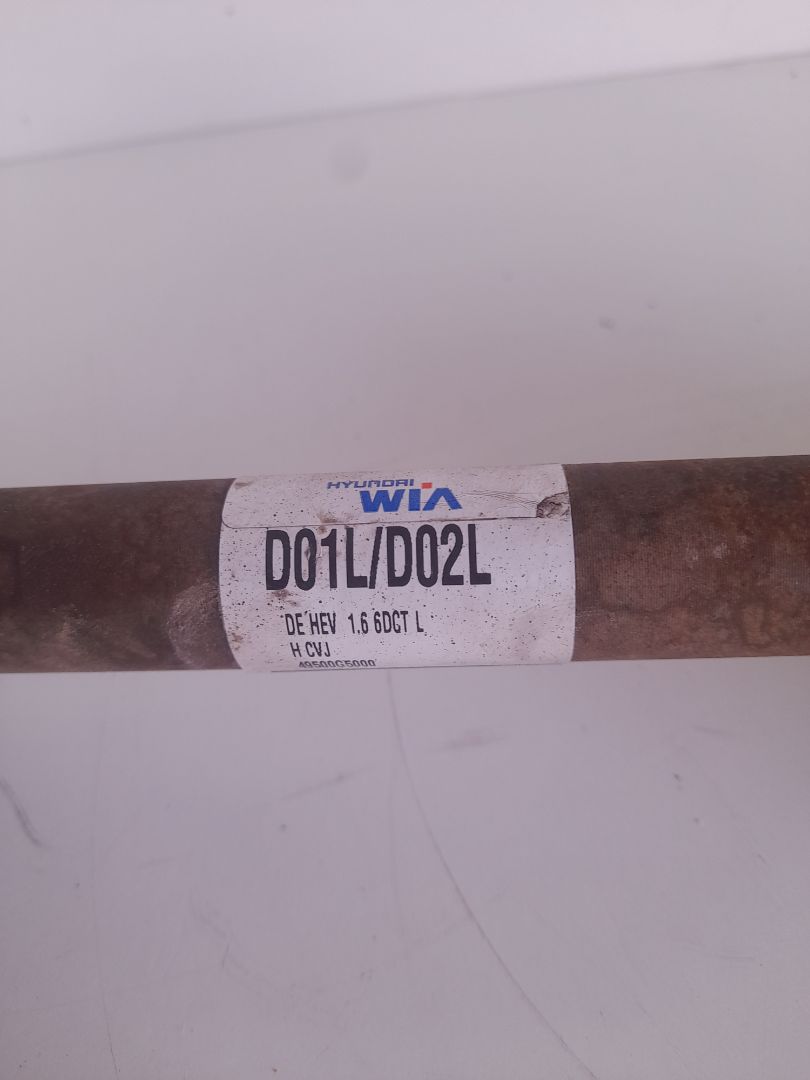 HYUNDAI
WIA
D01L/D02L
DE HEV 1.6 6DCT L
H CVJ
49500G5000